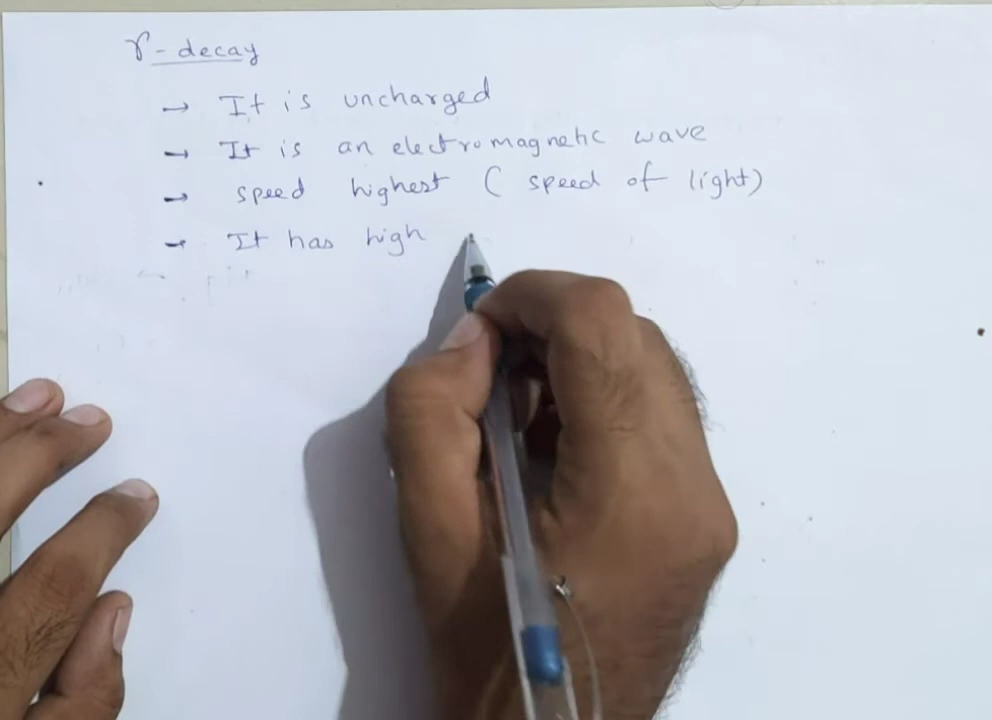 γ-decay
→ It is uncharged
→ It is an electromagnetic wave
→ speed highest ( speed of light)
→ It has high